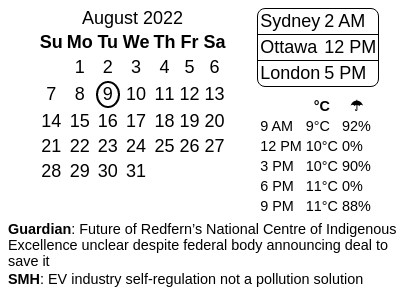 August 2022
Su Mo Tu We Th Fr Sa
1 2 3 4 5 6
7 8 9 10 11 12 13
14 15 16 17 18 19 20
21 22 23 24 25 26 27
28 29 30 31
Sydney 2 AM
Ottawa 12 PM
London 5 PM
°C ☂
9 AM 9°C 92%
12 PM 10°C 0%
3 PM 10°C 90%
6 PM 11°C 0%
9 PM 11°C 88%
Guardian: Future of Redfern’s National Centre of Indigenous
Excellence unclear despite federal body announcing deal to
save it
SMH: EV industry self-regulation not a pollution solution